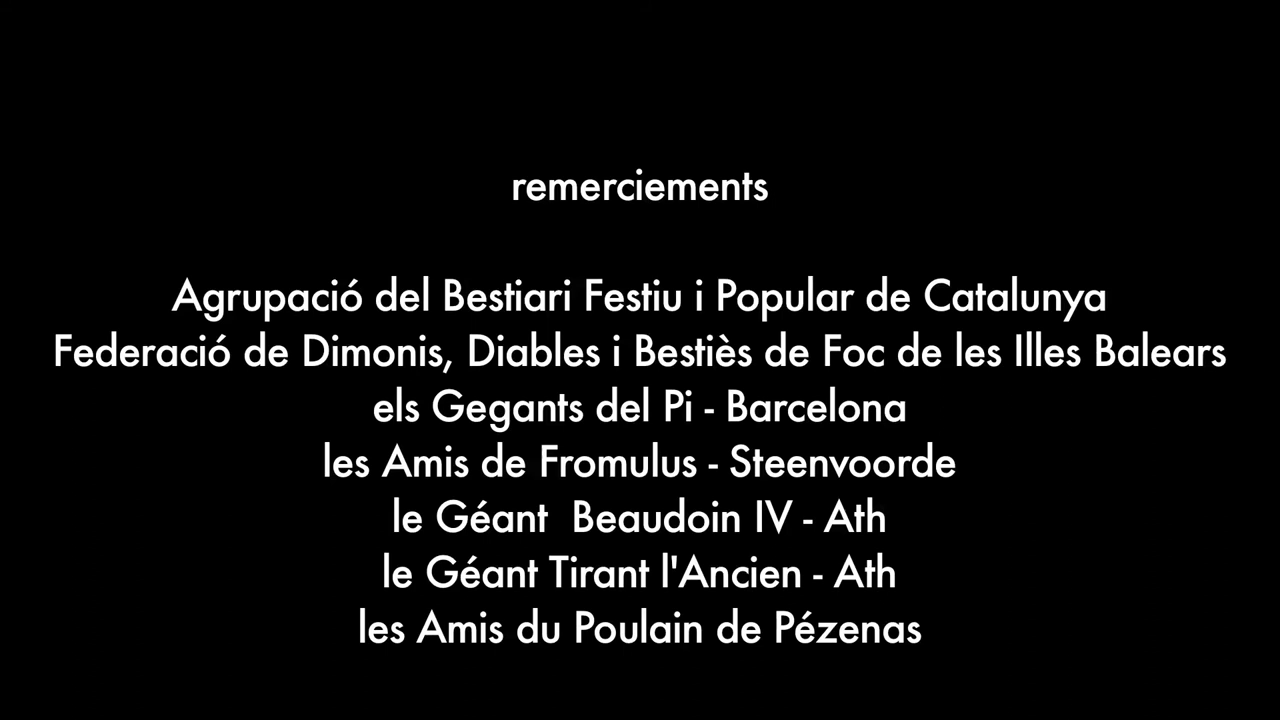 remerciements
Agrupació del Bestiari Festiu i Popular de Catalunya
Federació de Dimonis, Diables i Bestiès de Foc de les Illes Balears
els Gegants del Pi - Barcelona
les Amis de Fromulus - Steenvoorde
le Géant  Beaudoin IV - Ath
le Géant Tirant l'Ancien - Ath
les Amis du Poulain de Pézenas